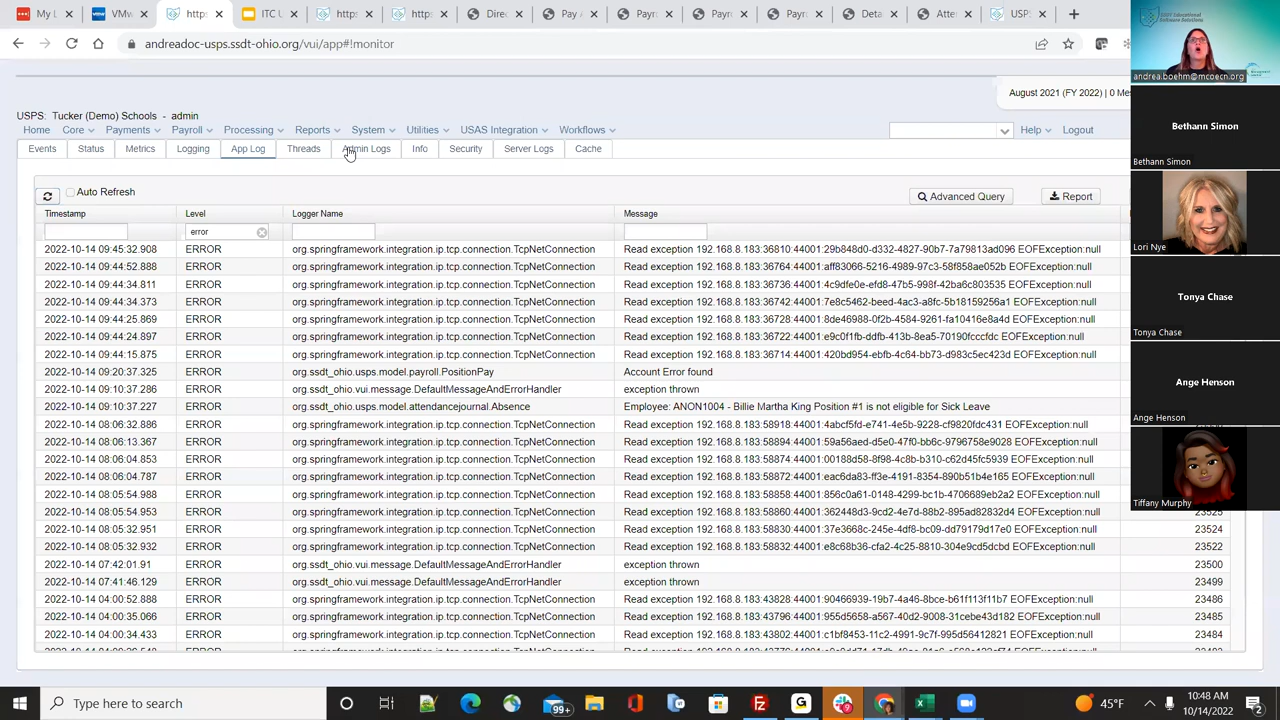 My L
VMw
http
ITC U
http
http
Pay
Payr
Payr
Payr
Deta
Atte
USP
andreadoc-usps.ssdt-ohio.org/vui/app#!monitor
SSDT Educational
Software Solutions
andrea.boehm@mcoecn.org
August 2021 (FY 2022) | 0 Me
USPS: Tucker (Demo) Schools - admin
Home Core Payments Payroll Processing Reports System Utilities USAS Integration Workflows Help Logout
Events Status Metrics Logging App Log Threads Admin Logs Info Security Server Logs Cache
Auto Refresh Advanced Query Report
Timestamp Level Logger Name Message
error
2022-10-14 09:45:32.908 ERROR org.springframework.integration.ip.tcp.connection.TcpNetConnection Read exception 192.168.8.183:36810:44001:29b848d0-d332-4827-90b7-7a79813ad096 EOFException:null
2022-10-14 09:44:52.888 ERROR org.springframework.integration.ip.tcp.connection.TcpNetConnection Read exception 192.168.8.183:36764:44001:aff83066-5216-4989-97c3-58f858ae052b EOFException:null
2022-10-14 09:44:34.811 ERROR org.springframework.integration.ip.tcp.connection.TcpNetConnection Read exception 192.168.8.183:36736:44001:4c9dfe0e-efd8-47b5-998f-42ba6c803535 EOFException:null
2022-10-14 09:44:34.373 ERROR org.springframework.integration.ip.tcp.connection.TcpNetConnection Read exception 192.168.8.183:36742:44001:7e8c5462-beed-4ac3-a8fc-5b18159256a1 EOFException:null
2022-10-14 09:44:25.869 ERROR org.springframework.integration.ip.tcp.connection.TcpNetConnection Read exception 192.168.8.183:36728:44001:8de46988-0f2b-4584-9261-fa10416e8a4d EOFException:null
2022-10-14 09:44:24.897 ERROR org.springframework.integration.ip.tcp.connection.TcpNetConnection Read exception 192.168.8.183:36722:44001:e9c0f1fb-ddfb-413b-8ea5-70190fcccfdc EOFException:null
2022-10-14 09:44:15.875 ERROR org.springframework.integration.ip.tcp.connection.TcpNetConnection Read exception 192.168.8.183:36714:44001:420bd954-ebfb-4c64-bb73-d983c5ec423d EOFException:null
2022-10-14 09:20:37.325 ERROR org.ssdt_ohio.usps.model.payroll.PositionPay Account Error found
2022-10-14 09:10:37.286 ERROR org.ssdt_ohio.vui.message.DefaultMessageAndErrorHandler exception thrown
2022-10-14 09:10:37.227 ERROR org.ssdt_ohio.usps.model.attendancejournal.Absence Employee: ANON1004 - Billie Martha King Position #1 is not eligible for Sick Leave
2022-10-14 08:06:32.886 ERROR org.springframework.integration.ip.tcp.connection.TcpNetConnection Read exception 192.168.8.183:58918:44001:4abcf5fd-e741-4e5b-9228-cf9820fdc431 EOFException:null
2022-10-14 08:06:13.367 ERROR org.springframework.integration.ip.tcp.connection.TcpNetConnection Read exception 192.168.8.183:58894:44001:59a56aed-d5e0-47f0-bb6c-9796758e9028 EOFException:null
2022-10-14 08:06:04.853 ERROR org.springframework.integration.ip.tcp.connection.TcpNetConnection Read exception 192.168.8.183:58874:44001:00188d58-8f98-4c8b-b310-c62d45fc5939 EOFException:null
2022-10-14 08:06:04.787 ERROR org.springframework.integration.ip.tcp.connection.TcpNetConnection Read exception 192.168.8.183:58872:44001:eac6da83-ff3e-4191-8354-890b51b4e165 EOFException:null
2022-10-14 08:05:54.988 ERROR org.springframework.integration.ip.tcp.connection.TcpNetConnection Read exception 192.168.8.183:58858:44001:856c0a61-0148-4299-bc1b-4706689eb2a2 EOFException:null
2022-10-14 08:05:54.953 ERROR org.springframework.integration.ip.tcp.connection.TcpNetConnection Read exception 192.168.8.183:58860:44001:362448d3-9cd2-4e7d-88b2-895ad82832d4 EOFException:null 23525
2022-10-14 08:05:32.951 ERROR org.springframework.integration.ip.tcp.connection.TcpNetConnection Read exception 192.168.8.183:58830:44001:37e3668c-245e-4df8-bc09-dd79179d17e0 EOFException:null 23524
2022-10-14 08:05:32.932 ERROR org.springframework.integration.ip.tcp.connection.TcpNetConnection Read exception 192.168.8.183:58832:44001:e8c68b36-cfa2-4c25-8810-304e9cd5dcbd EOFException:null 23522
2022-10-14 07:42:01.91 ERROR org.ssdt_ohio.vui.message.DefaultMessageAndErrorHandler exception thrown 23500
2022-10-14 07:41:46.129 ERROR org.ssdt_ohio.vui.message.DefaultMessageAndErrorHandler exception thrown 23499
2022-10-14 04:00:52.888 ERROR org.springframework.integration.ip.tcp.connection.TcpNetConnection Read exception 192.168.8.183:43828:44001:90466939-19b7-4a46-8bce-b61f113f11b7 EOFException:null 23486
2022-10-14 04:00:35.066 ERROR org.springframework.integration.ip.tcp.connection.TcpNetConnection Read exception 192.168.8.183:43796:44001:955d5658-a567-40d2-9008-31cebe43d182 EOFException:null 23485
2022-10-14 04:00:34.433 ERROR org.springframework.integration.ip.tcp.connection.TcpNetConnection Read exception 192.168.8.183:43802:44001:c1bf8453-11c2-4991-9c7f-995d56412821 EOFException:null 23484
Bethann Simon
Bethann Simon
Lori Nye
Tonya Chase
Tonya Chase
Ange Henson
Ange Henson
Tiffany Murphy
Type here to search
99+
45°F
10:48 AM
10/14/2022
2